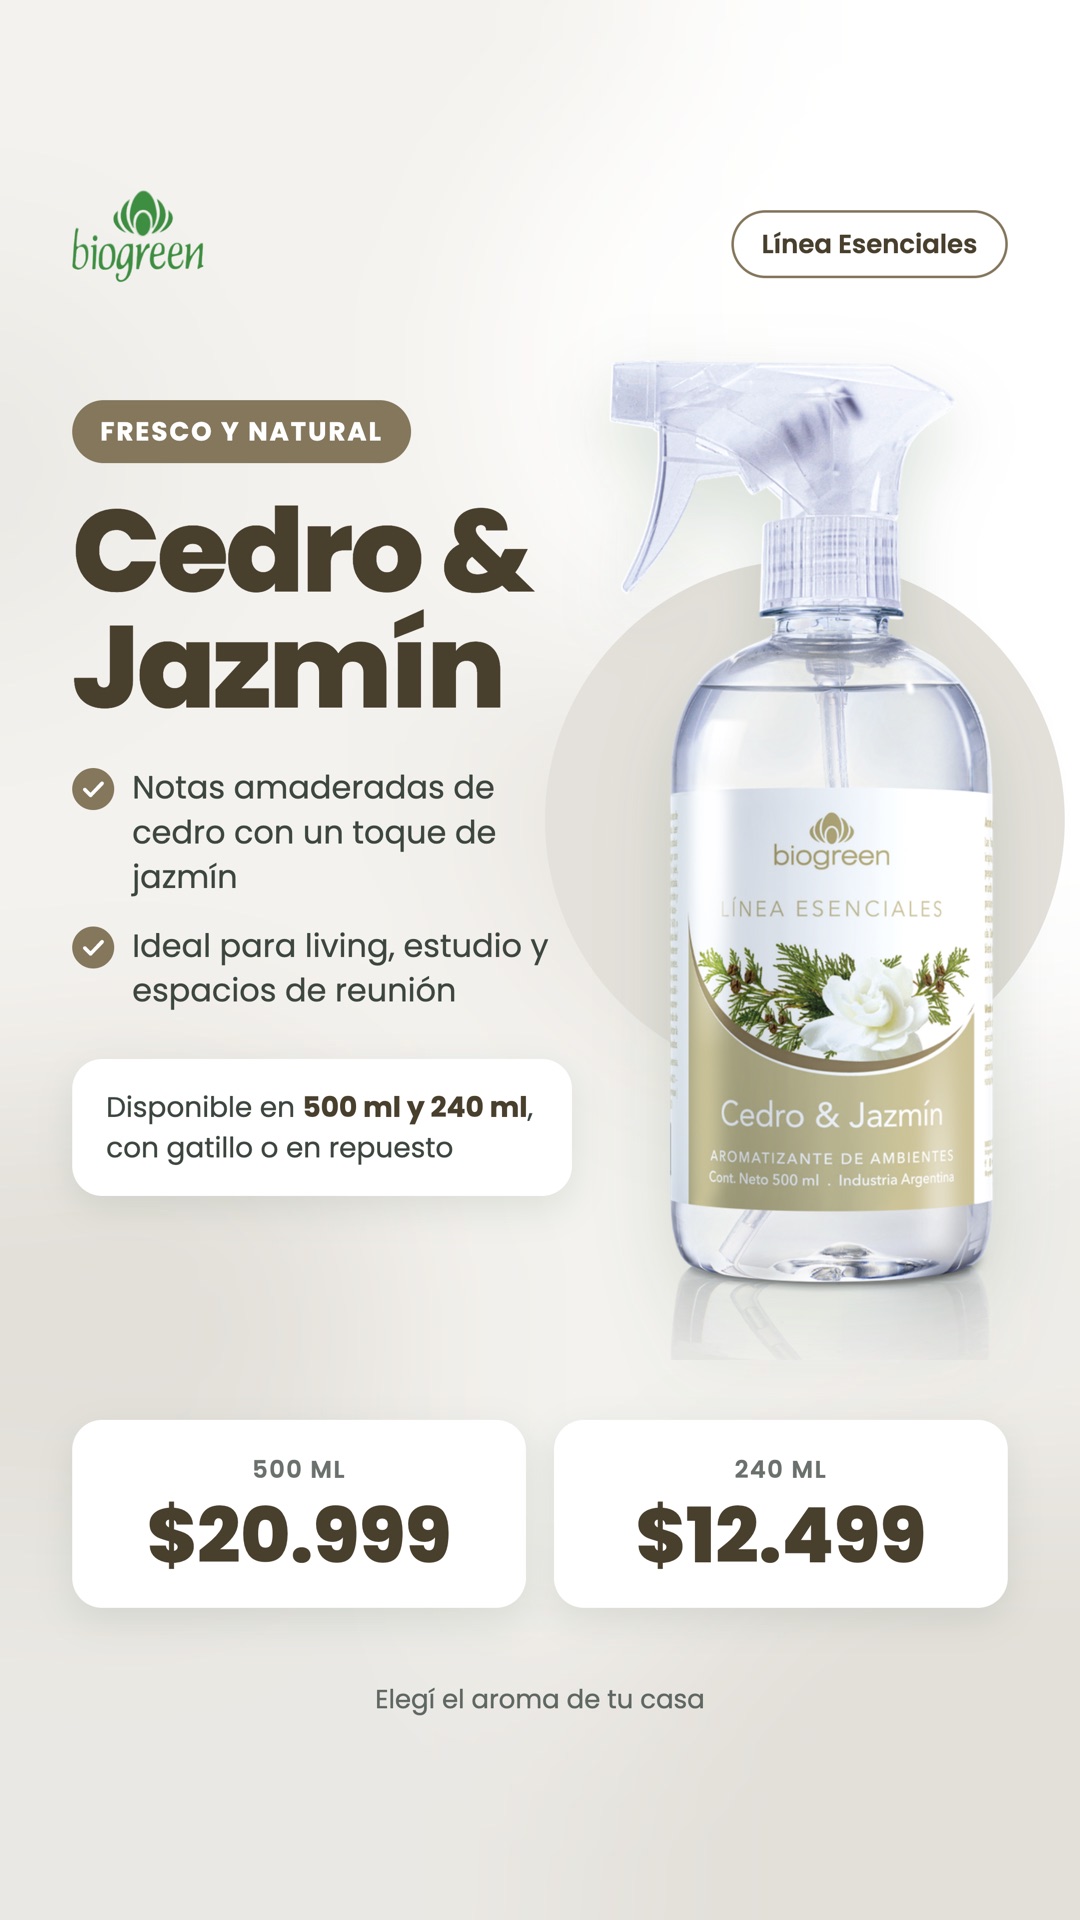 biogreen
Línea Esenciales
FRESCO Y NATURAL
Cedro &
Jazmín
Notas amaderadas de
cedro con un toque de
jazmín
Ideal para living, estudio y
espacios de reunión
Disponible en 500 ml y 240 ml,
con gatillo o en repuesto
biogreen
LÍNEA ESENCIALES
Cedro & Jazmín
AROMATIZANTE DE AMBIENTES
Cont. Neto 500 ml . Industria Argentina
500 ML
$20.999
240 ML
$12.499
Elegí el aroma de tu casa